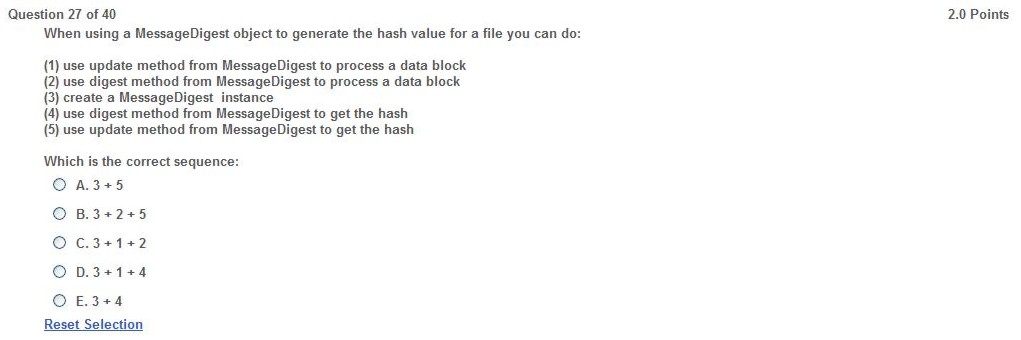 Question 27 of 40
2.0 Points
When using a MessageDigest object to generate the hash value for a file you can do:
(1) use update method from MessageDigest to process a data block
(2) use digest method from MessageDigest to process a data block
(3) create a MessageDigest  instance
(4) use digest method from MessageDigest to get the hash
(5) use update method from MessageDigest to get the hash
Which is the correct sequence:
A. 3 + 5
B. 3 + 2 + 5
C. 3 + 1 + 2
D. 3 + 1 + 4
E. 3 + 4
Reset Selection